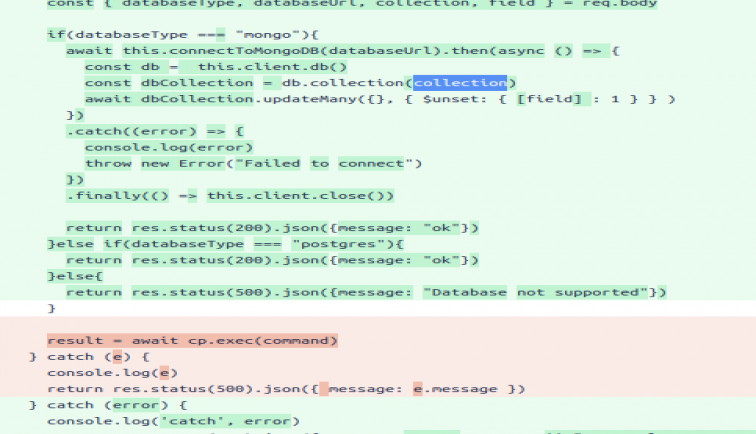 const { databaseType, databaseUrl, collection, field } = req.body
if(databaseType === "mongo"){
await this.connectToMongoDB(databaseUrl).then(async () => {
const db = this.client.db()
const dbCollection = db.collection(collection)
await dbCollection.updateMany({}, { $unset: { [field] : 1 } } )
})
.catch((error) => {
console.log(error)
throw new Error("Failed to connect")
})
.finally(() => this.client.close())
return res.status(200).json({message: "ok"})
}else if(databaseType === "postgres"){
return res.status(200).json({message: "ok"})
}else{
return res.status(500).json({message: "Database not supported"})
}
result = await cp.exec(command)
} catch (e) {
console.log(e)
return res.status(500).json({ message: e.message })
} catch (error) {
console.log('catch', error)